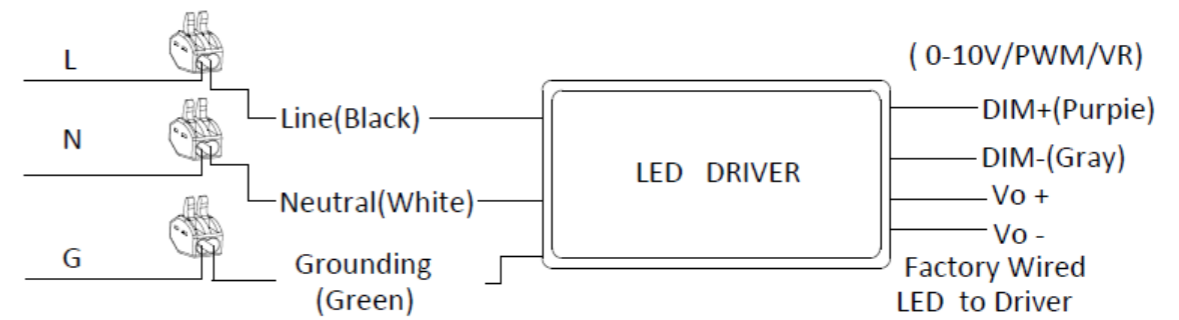 ( 0-10V/PWM/VR)
L
Line(Black)
DIM+(Purpie)
N
LED DRIVER
DIM-(Gray)
Neutral(White)
Vo +
Vo -
G
Grounding
(Green)
Factory Wired
LED to Driver